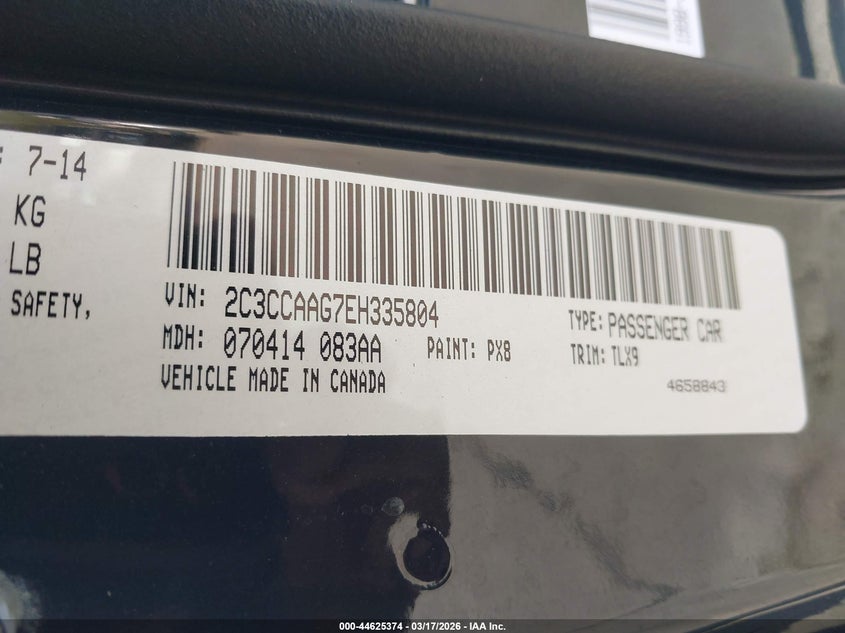 : 7-14
KG
LB
SAFETY,
VIN: 2C3CCAAG7EH335804
TYPE: PASSENGER CAR
MDH: 070414 083AA
PAINT: PX8
TRIM: TLX9
VEHICLE MADE IN CANADA
4658843
000-44625374 - 03/17/2026 - IAA Inc.